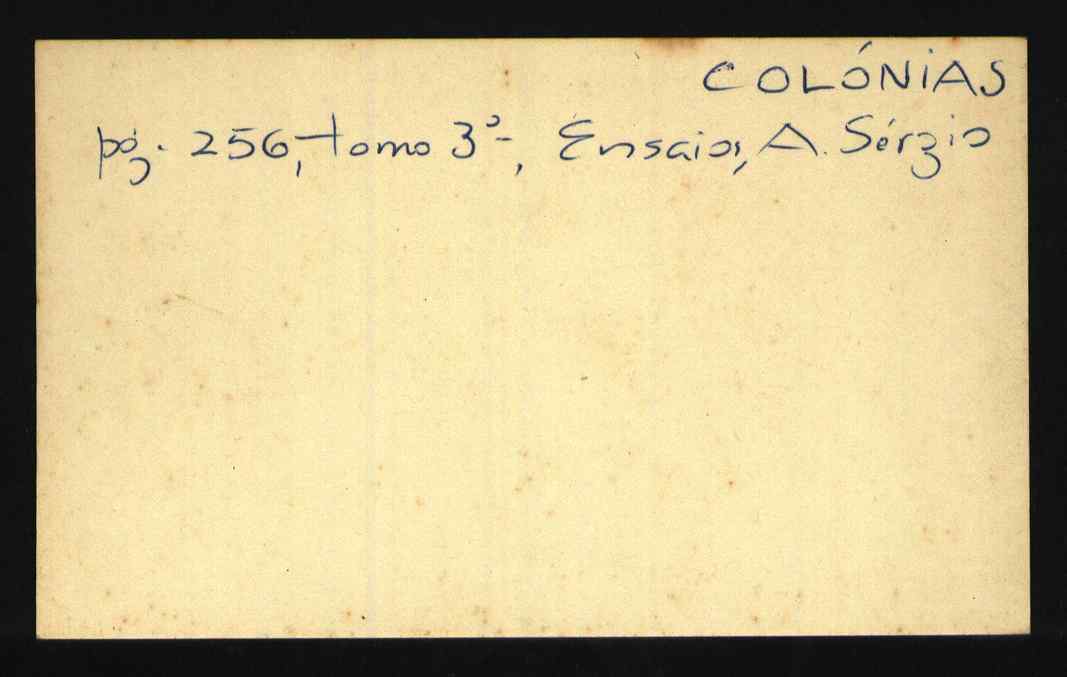 COLÓNIAS
pág. 256, tomo 3º, Ensaios, A. Sérgio